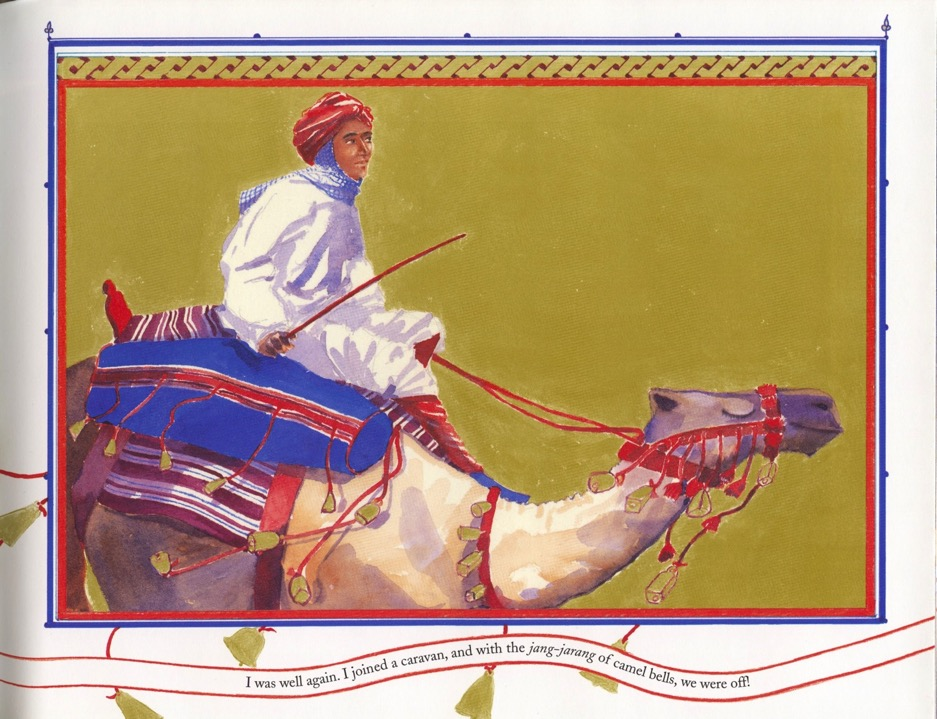 I was well again. I joined a caravan, and with the jang-jarang of camel bells, we were off!